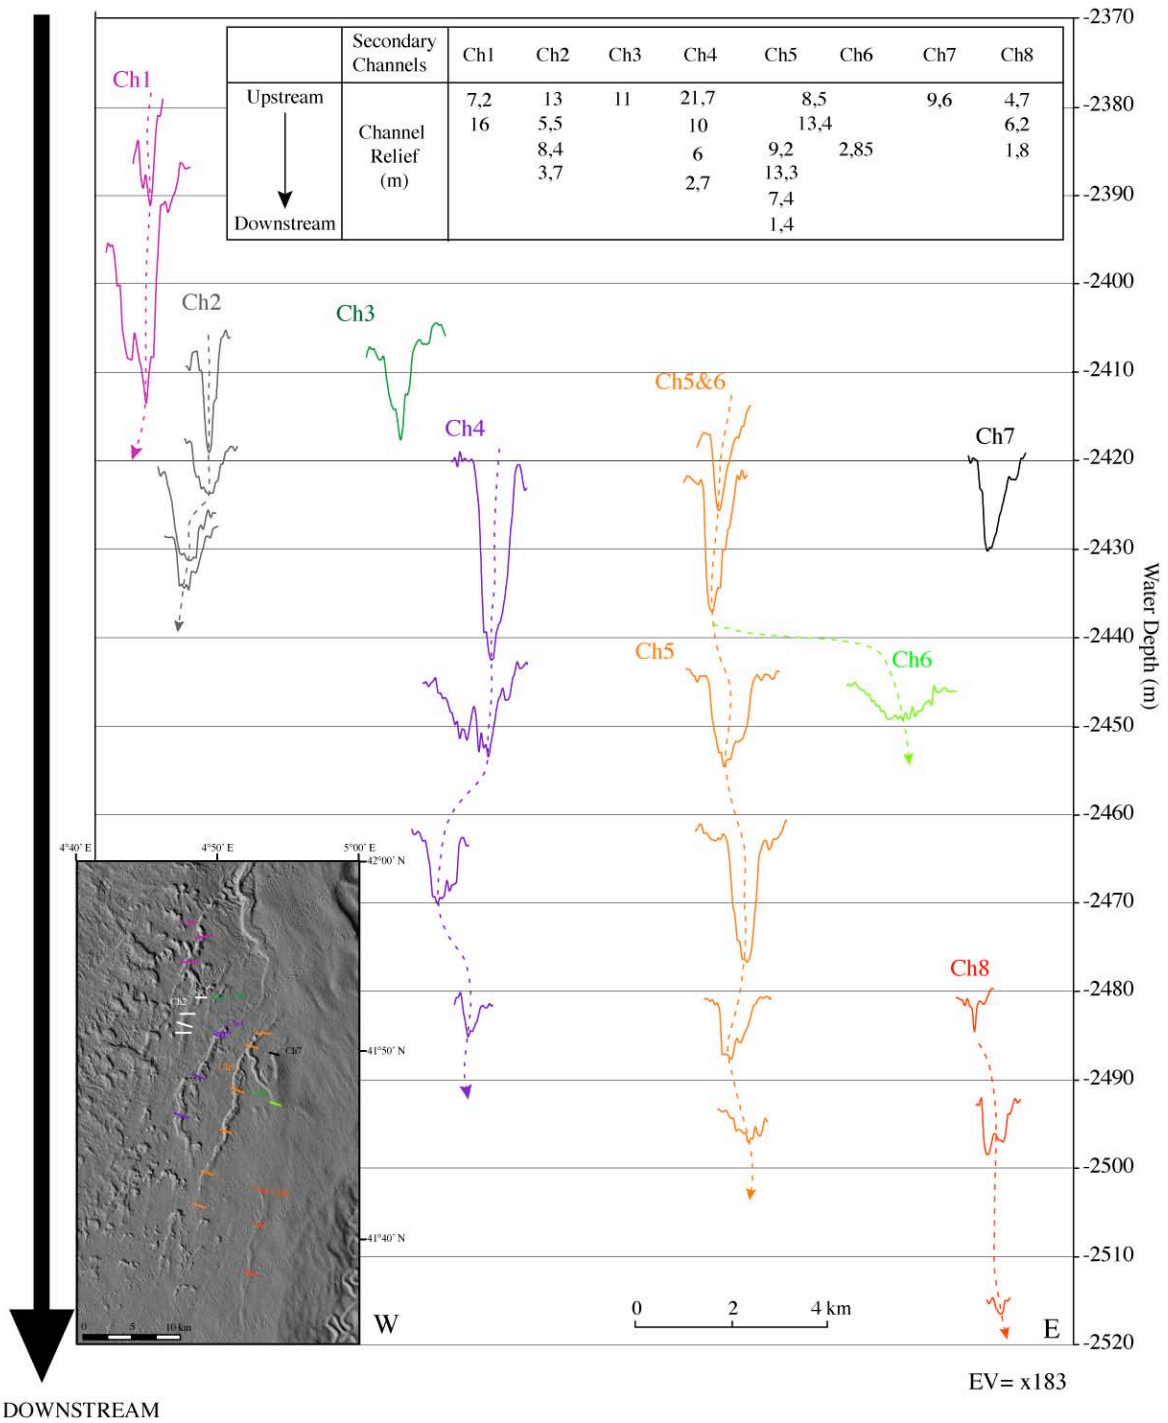 Secondary Channels Ch1 Ch2 Ch3 Ch4 Ch5 Ch6 Ch7 Ch8
Upstream 7,2 13 11 21,7 8,5 9,6 4,7
16 5,5 10 13,4 6,2
Channel Relief (m) 8,4 6 9,2 2,85 1,8
3,7 2,7 13,3
7,4
Downstream 1,4
-2370
-2380
-2390
-2400
-2410
-2420
-2430
-2440
-2450
-2460
-2470
-2480
-2490
-2500
-2510
-2520
Water Depth (m)
Ch1
Ch2
Ch3
Ch4
Ch5&6
Ch7
Ch5
Ch6
Ch8
4°40' E 4°50' E 5°00' E
42°00' N
Ch2
Ch7
41°50' N
41°40' N
0 5 10 km
W
0 2 4 km
E
EV= x183
DOWNSTREAM